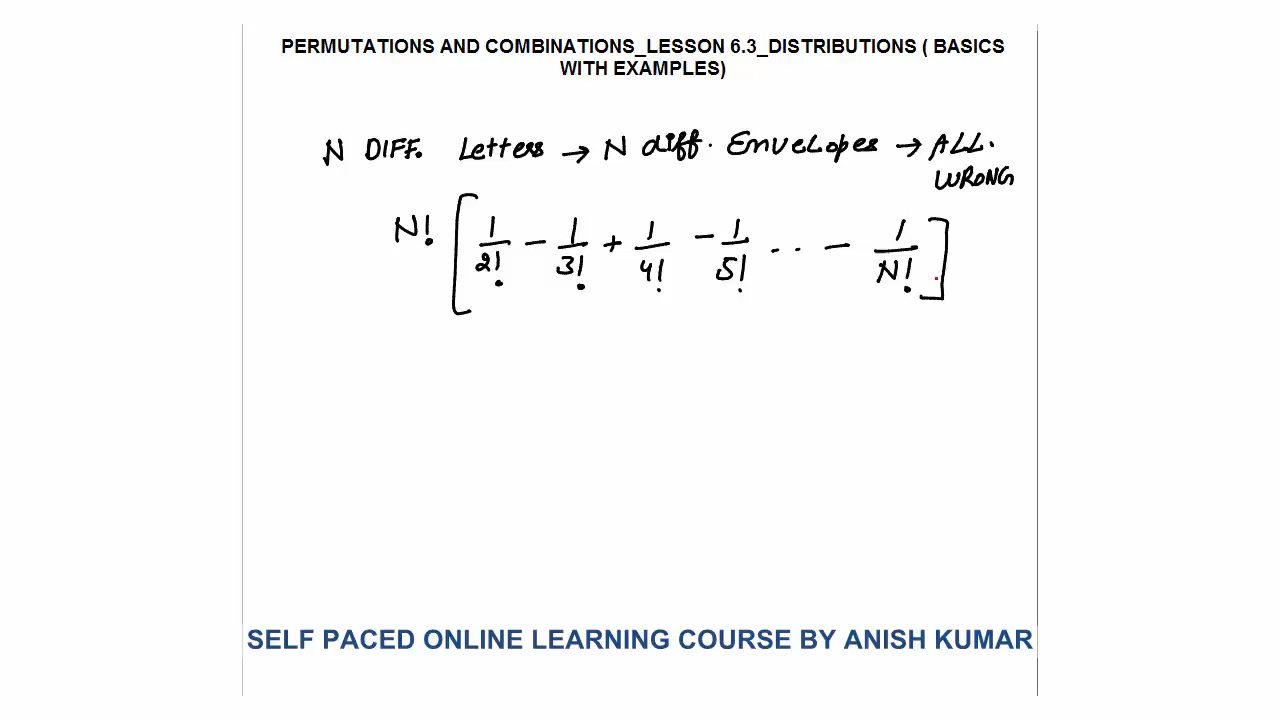 PERMUTATIONS AND COMBINATIONS_LESSON 6.3_DISTRIBUTIONS ( BASICS
WITH EXAMPLES)
N DIFF. Letters → N diff. Envelopes → ALL.
WRONG
N! [ 1/2! - 1/3! + 1/4! - 1/5! .. - 1/N! ]
SELF PACED ONLINE LEARNING COURSE BY ANISH KUMAR